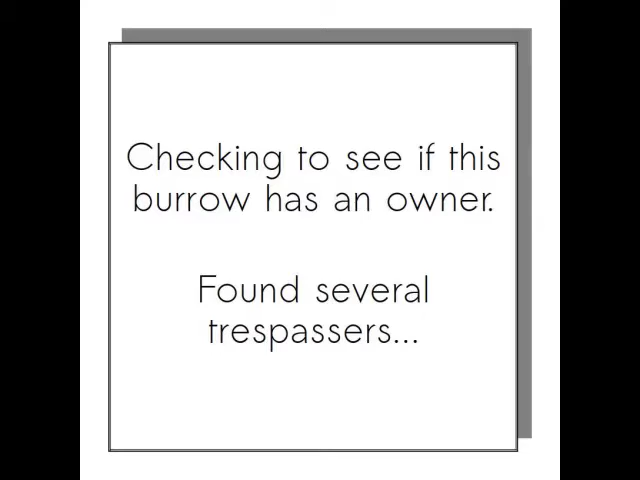 Checking to see if this
burrow has an owner.
Found several
trespassers...